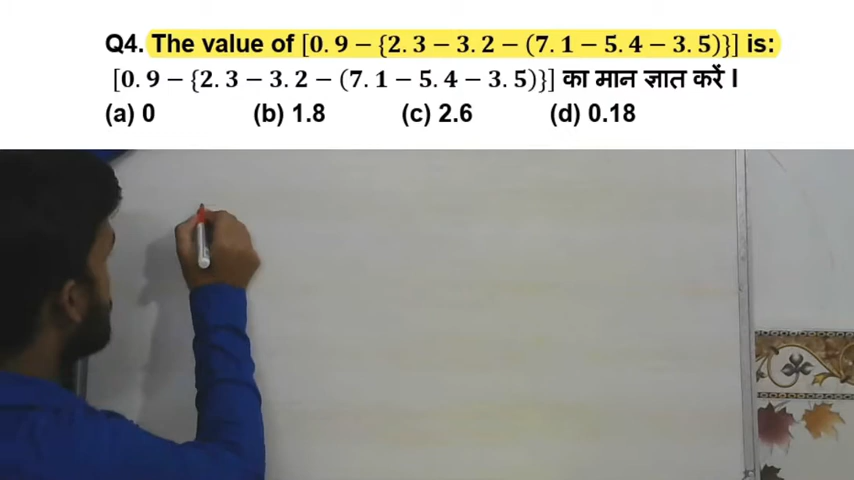 Q4. The value of [0.9 − {2.3 − 3.2 − (7.1 − 5.4 − 3.5)}] is:
[0.9 − {2.3 − 3.2 − (7.1 − 5.4 − 3.5)}] का मान ज्ञात करें I
(a) 0 (b) 1.8 (c) 2.6 (d) 0.18